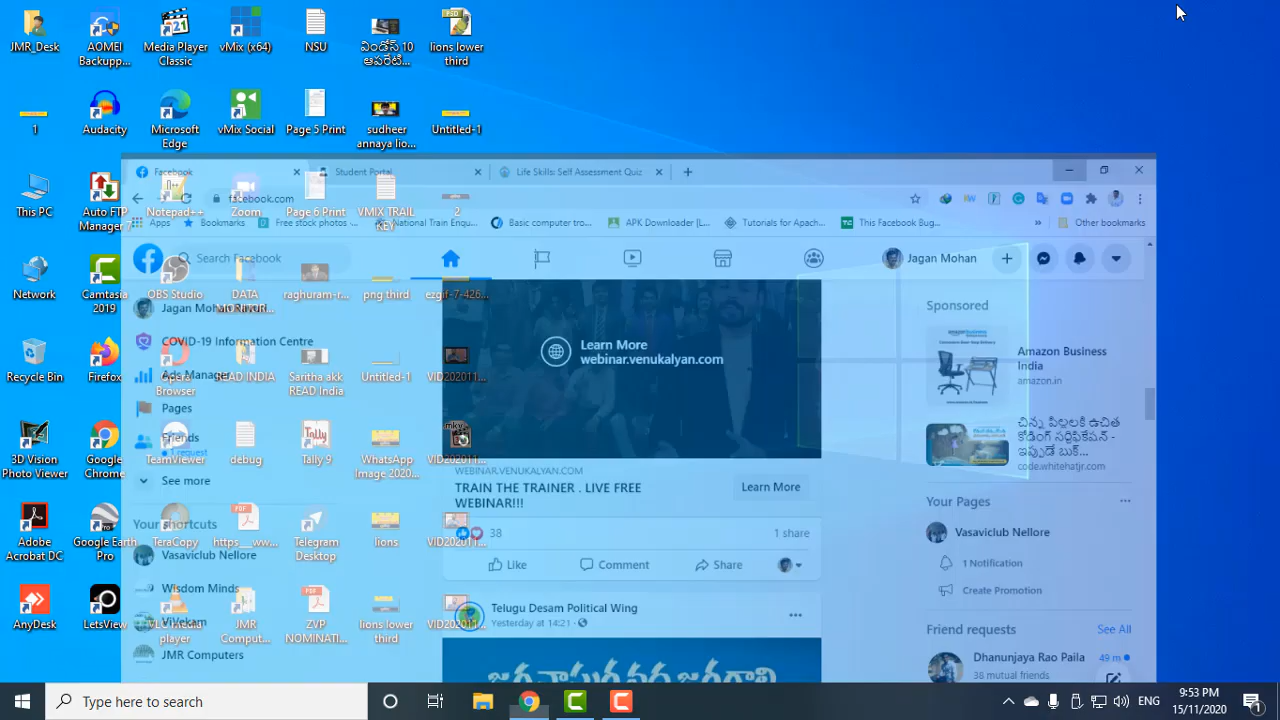 JMR_Desk
AOMEI
Backupp...
Media Player
Classic
vMix (x64)
NSU
విండోస్ 10
ఆపరేటి...
lions lower
third
1
Audacity
Microsoft
Edge
vMix Social
Page 5 Print
sudheer
annaya lio...
Untitled-1
Facebook
Student Portal
Life Skills: Self Assessment Quiz
facebook.com
This PC
Auto FTP
Manager 7
Notepad++
Zoom
Page 6 Print
VMIX TRAIL
KEY
2
Apps
Bookmarks
Free stock photos
National Train Enqu...
Basic computer tro...
APK Downloader [L...
Tutorials for Apach...
This Facebook Bug...
»
Other bookmarks
Search Facebook
Jagan Mohan
Network
Camtasia
2019
OBS Studio
DATA
raghuram-r...
png third
ezgif-7-426...
Jagan Mohan
Learn More
webinar.venukalyan.com
Sponsored
COVID-19 Information Centre
Amazon Business
India
amazon.in
Recycle Bin
Firefox
Opera
Browser
READ INDIA
Saritha akk
READ India
Untitled-1
VID202011...
Ads Manager
Pages
Friends
1 request
చిన్న పిల్లలకి ఉచిత
కోడింగ్ సర్టిఫికేషన్ -
ఇప్పుడే బుక్...
code.whitehatjr.com
3D Vision
Photo Viewer
Google
Chrome
TeamViewer
debug
Tally
Tally 9
WhatsApp
Image 2020...
VID202011...
See more
WEBINAR.VENUKALYAN.COM
TRAIN THE TRAINER . LIVE FREE
WEBINAR!!!
Learn More
Your Pages
Your shortcuts
38
1 share
Vasaviclub Nellore
Adobe
Acrobat DC
Google Earth
Pro
TeraCopy
https__ww...
Telegram
Desktop
lions
VID202011...
Vasaviclub Nellore
Like
Comment
Share
1 Notification
Wisdom Minds
Create Promotion
Telugu Desam Political Wing
Yesterday at 14:21
AnyDesk
LetsView
VLC media
player
JMR
Comput...
ZVP
NOMINATI...
lions lower
third
VID202011...
ViVekam
Friend requests
See All
JMR Computers
Dhanunjaya Rao Paila
49 m
38 mutual friends
Type here to search
ENG
9:53 PM
15/11/2020
1